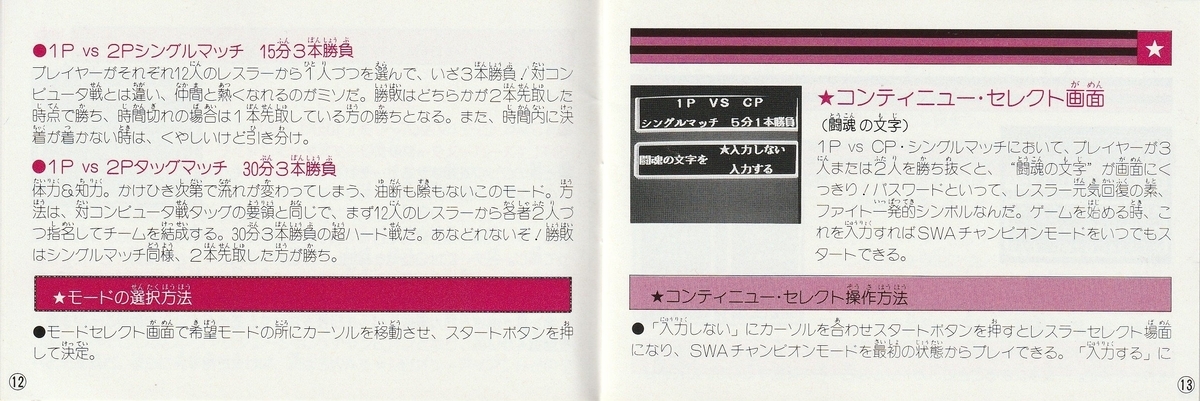 ●1P vs 2Pシングルマッチ 15分3本勝負
プレイヤーがそれぞれ12人のレスラーから1人づつを選んで、いざ3本勝負！対コン
ピュータ戦とは違い、仲間と熱くなれるのがミソだ。勝敗はどちらかが2本先取した
時点で勝ち、時間切れの場合は1本先取している方の勝ちとなる。また、時間内に決
着が着かない時は、くやしいけど引き分け。
●1P vs 2Pタッグマッチ 30分3本勝負
体力&知力。かけひき次第で流れが変わってしまう、油断も隙もないこのモード。方
法は、対コンピュータ戦タッグの要領と同じで、まず12人のレスラーから各者2人づ
つ指名してチームを結成する。30分3本勝負の超ハード戦だ。あなどれないぞ！勝敗
はシングルマッチ同様、2本先取した方が勝ち。
★モードの選択方法
●モードセレクト画面で希望モードの所にカーソルを移動させ、スタートボタンを押
して決定。
⑫
★
1P VS CP
シングルマッチ 5分1本勝負
闘魂の文字を
★入力しない
入力する
★コンティニュー・セレクト画面
（闘魂の文字）
1P vs CP・シングルマッチにおいて、プレイヤーが3
人または2人を勝ち抜くと、“闘魂の文字”が画面にく
っきり！パスワードといって、レスラー元気回復の素、
ファイト一発的シンボルなんだ。ゲームを始める時、こ
れを入力すればSWAチャンピオンモードをいつでもス
タートできる。
★コンティニュー・セレクト操作方法
●「入力しない」にカーソルを合わせスタートボタンを押すとレスラーセレクト場面
になり、SWAチャンピオンモードを最初の状態からプレイできる。「入力する」に
⑬